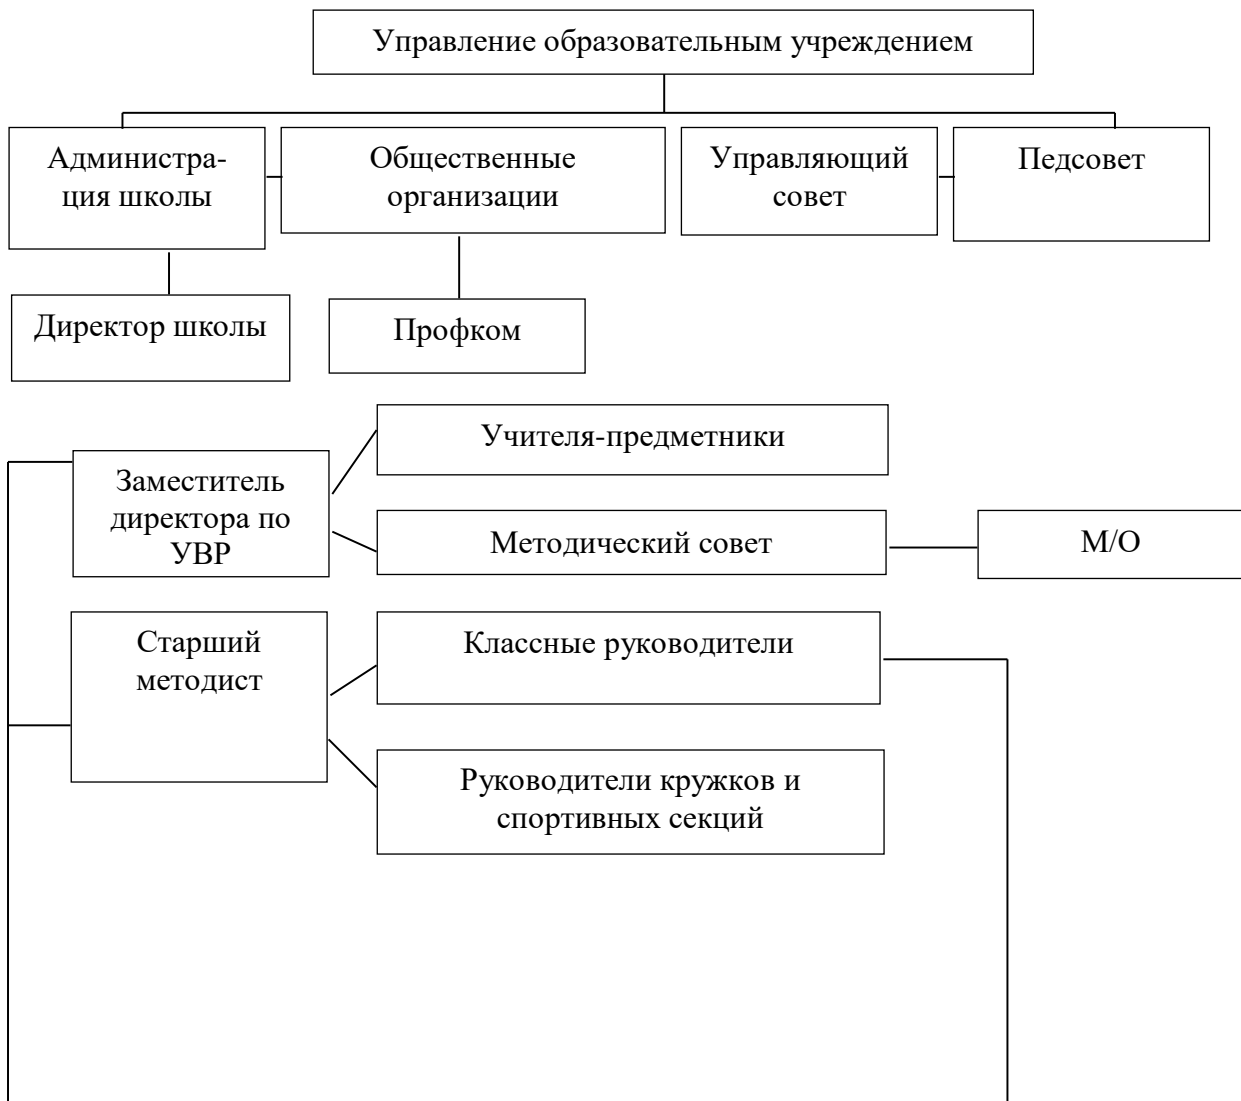 Управление образовательным учреждением
Администра-
ция школы
Общественные
организации
Управляющий
совет
Педсовет
Директор школы
Профком
Учителя-предметники
Заместитель
директора по
УВР
Методический совет
М/О
Старший
методист
Классные руководители
Руководители кружков и
спортивных секций